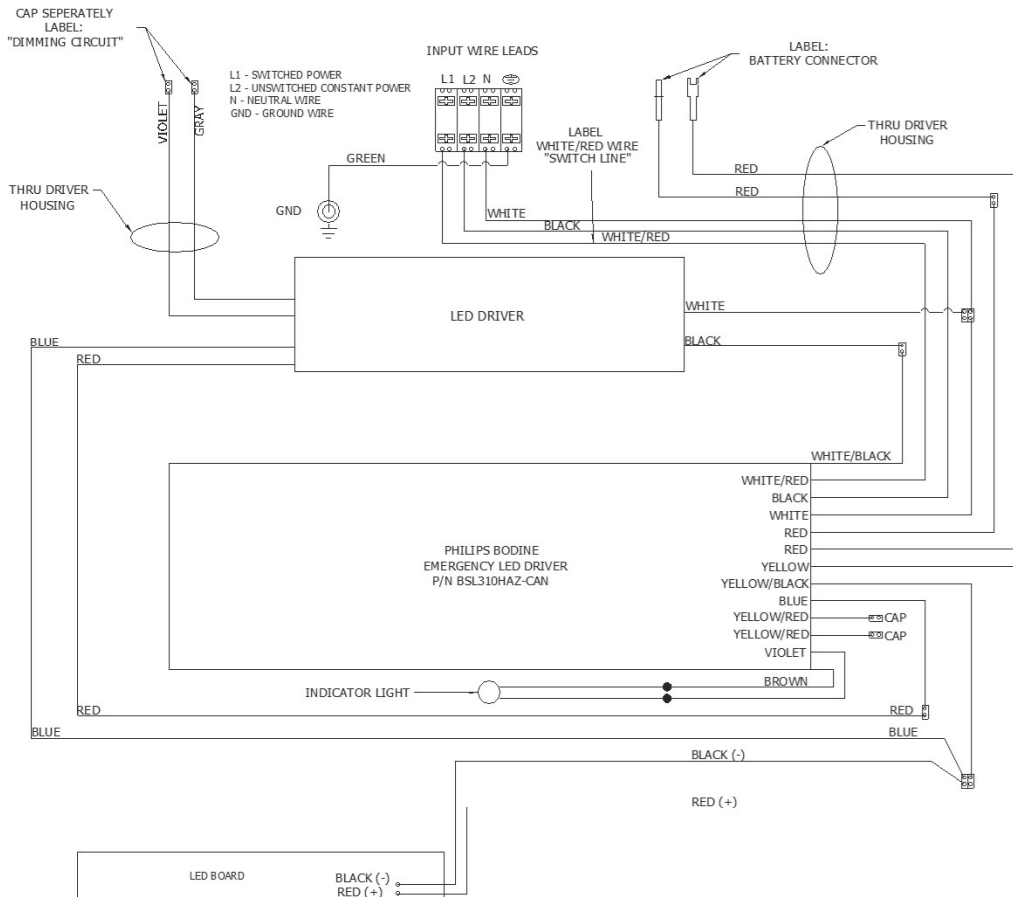 CAP SEPERATELY
LABEL:
"DIMMING CIRCUIT"
VIOLET
GRAY
L1 - SWITCHED POWER
L2 - UNSWITCHED CONSTANT POWER
N - NEUTRAL WIRE
GND - GROUND WIRE
INPUT WIRE LEADS
L1 L2 N
LABEL:
BATTERY CONNECTOR
LABEL
WHITE/RED WIRE
"SWITCH LINE"
THRU DRIVER
HOUSING
GREEN
RED
RED
THRU DRIVER
HOUSING
GND
WHITE
BLACK
WHITE/RED
LED DRIVER
WHITE
BLACK
BLUE
RED
WHITE/BLACK
WHITE/RED
BLACK
WHITE
RED
RED
YELLOW
YELLOW/BLACK
BLUE
YELLOW/RED
CAP
YELLOW/RED
CAP
VIOLET
BROWN
PHILIPS BODINE
EMERGENCY LED DRIVER
P/N BSL310HAZ-CAN
INDICATOR LIGHT
RED
RED
BLUE
BLUE
BLACK (-)
RED (+)
LED BOARD
BLACK (-)
RED (+)